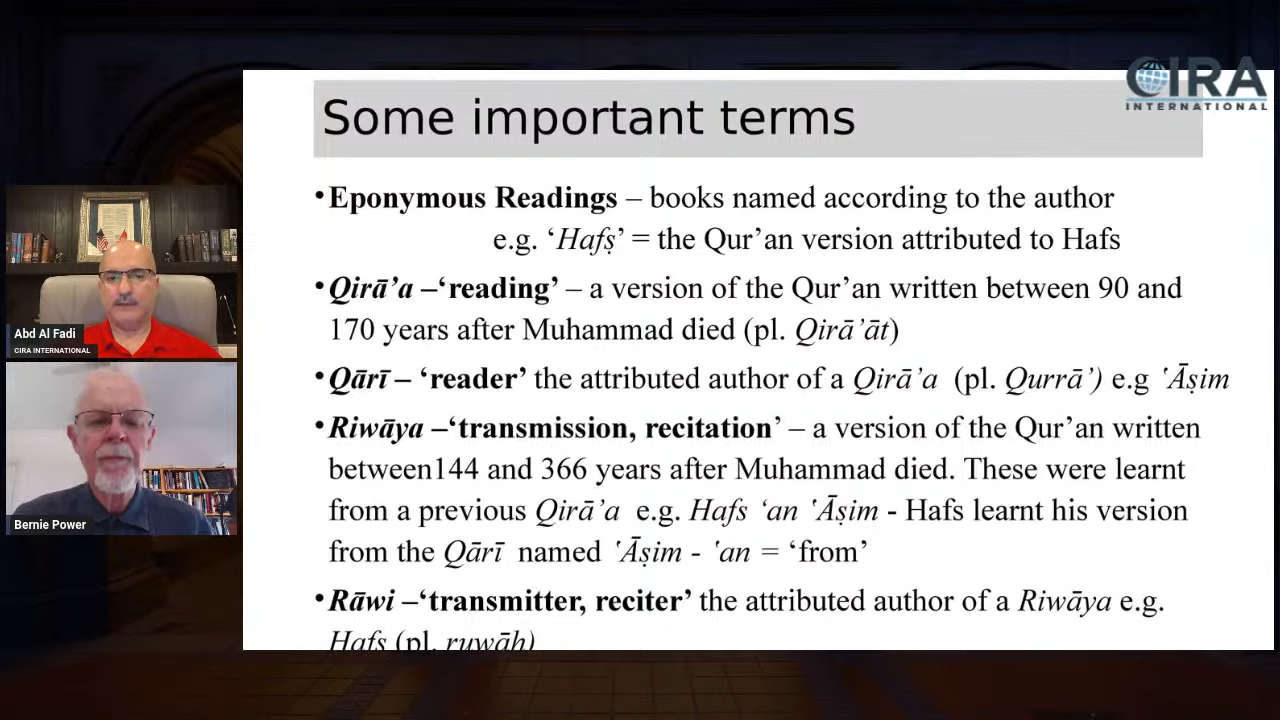 CIRA
INTERNATIONAL
Some important terms
•Eponymous Readings – books named according to the author
e.g. ‘Hafṣ’ = the Qur’an version attributed to Hafs
•Qirā’a –‘reading’ – a version of the Qur’an written between 90 and
170 years after Muhammad died (pl. Qirā’āt)
•Qārī – ‘reader’ the attributed author of a Qirā’a (pl. Qurrā’) e.g ‛Āṣim
•Riwāya –‘transmission, recitation’ – a version of the Qur’an written
between144 and 366 years after Muhammad died. These were learnt
from a previous Qirā’a e.g. Hafs ‘an ‛Āṣim - Hafs learnt his version
from the Qārī named ‛Āṣim - ‛an = ‘from’
•Rāwi –‘transmitter, reciter’ the attributed author of a Riwāya e.g.
Hafs (pl. ruwāh)
Abd Al Fadi
CIRA INTERNATIONAL
Bernie Power